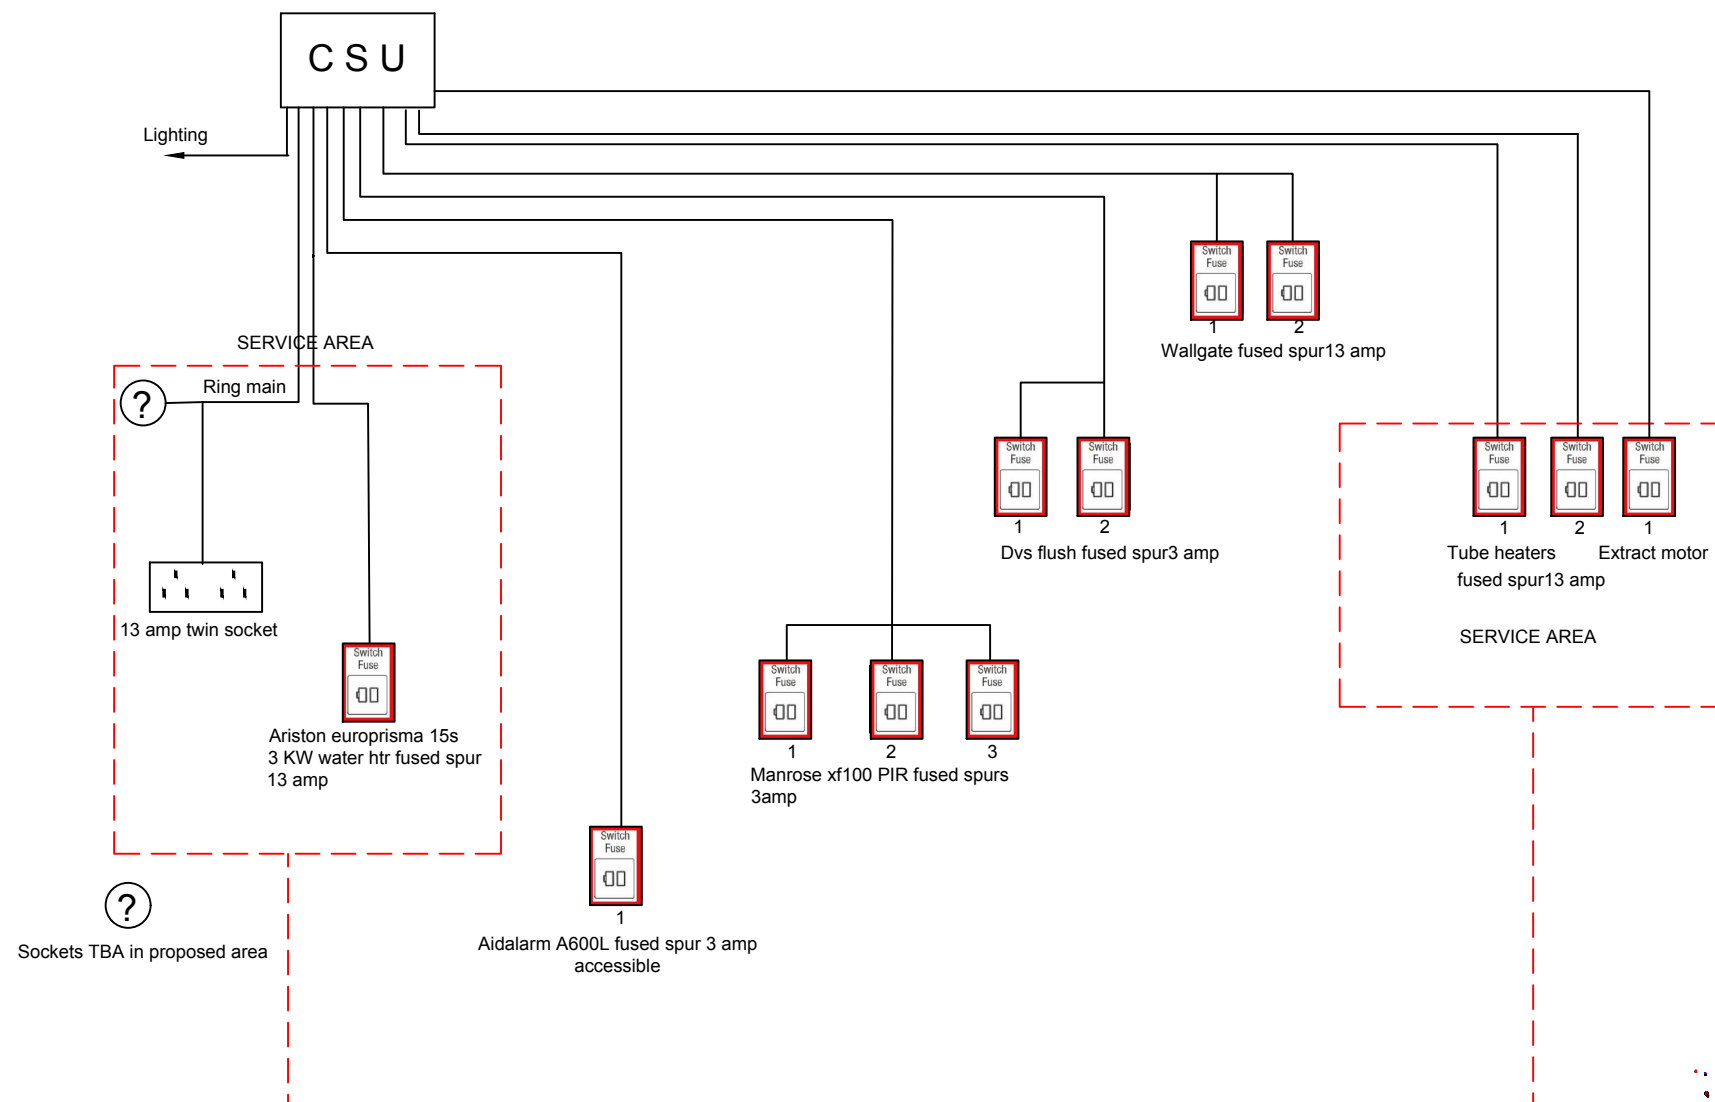 C S U
Lighting
Switch
Fuse
Switch
Fuse
1
2
Wallgate fused spur13 amp
SERVICE AREA
Ring main
?
13 amp twin socket
Switch
Fuse
Ariston europrisma 15s
3 KW water htr fused spur
13 amp
Switch
Fuse
Switch
Fuse
1
2
Dvs flush fused spur3 amp
Switch
Fuse
Switch
Fuse
Switch
Fuse
1
2
1
Tube heaters
Extract motor
fused spur13 amp
SERVICE AREA
Switch
Fuse
Switch
Fuse
Switch
Fuse
1
2
3
Manrose xf100 PIR fused spurs
3amp
Switch
Fuse
1
Aidalarm A600L fused spur 3 amp
accessible
?
Sockets TBA in proposed area